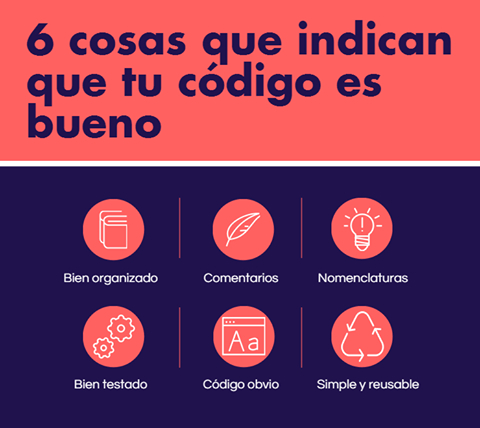 6 cosas que indican
que tu código es
bueno
Bien organizado
Comentarios
Nomenclaturas
Aa
Bien testado
Código obvio
Simple y reusable